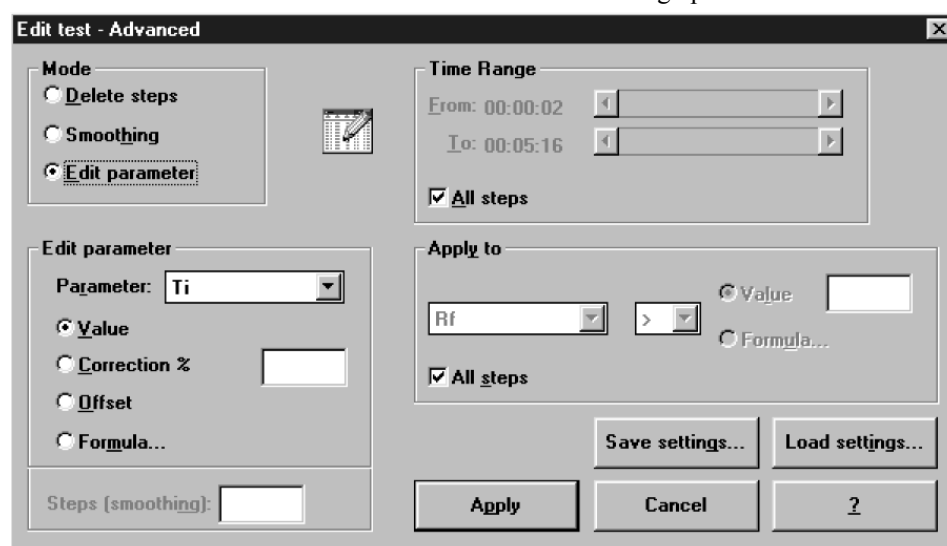 Edit test - Advanced
Mode
Delete steps
Smoothing
Edit parameter
Time Range
From: 00:00:02
To: 00:05:16
All steps
Edit parameter
Parameter: Ti
Value
Correction %
Offset
Formula...
Steps (smoothing):
Apply to
Rf >
Value
Formula...
All steps
Save settings... Load settings...
Apply Cancel ?